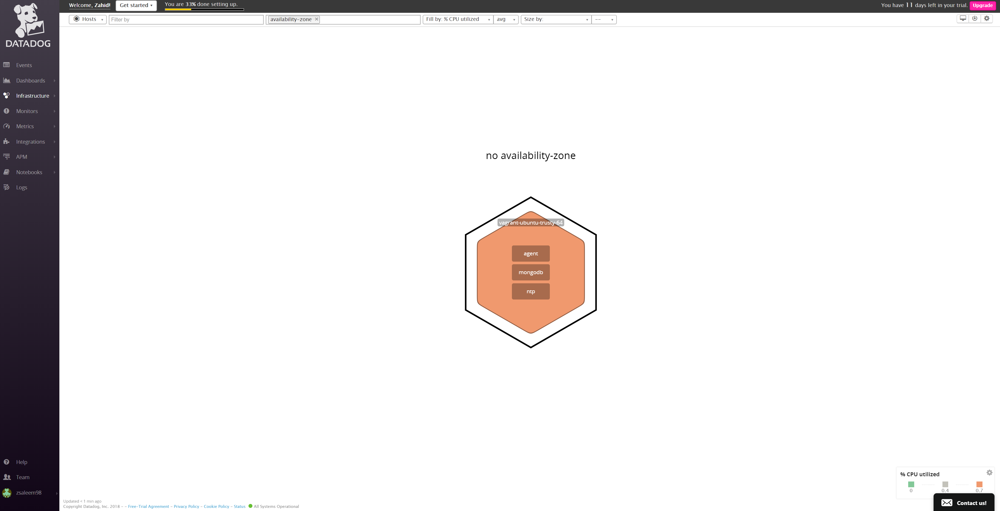 Welcome, Zahid!
Get started
You are 33% done setting up.
You have 11 days left in your trial.
Upgrade
DATADOG
Events
Dashboards
Infrastructure
Monitors
Metrics
Integrations
APM
Notebooks
Logs
Help
Team
zsaleem98
Hosts
Filter by
availability-zone ×
Fill by: % CPU utilized
avg
Size by:
--
no availability-zone
vagrant-ubuntu-trusty-64
agent
mongodb
ntp
% CPU utilized
0 0.4 0.7
Updated < 1 min ago
Copyright Datadog, Inc. 2018 - - Free-Trial Agreement - Privacy Policy - Cookie Policy - Status All Systems Operational
Contact us!